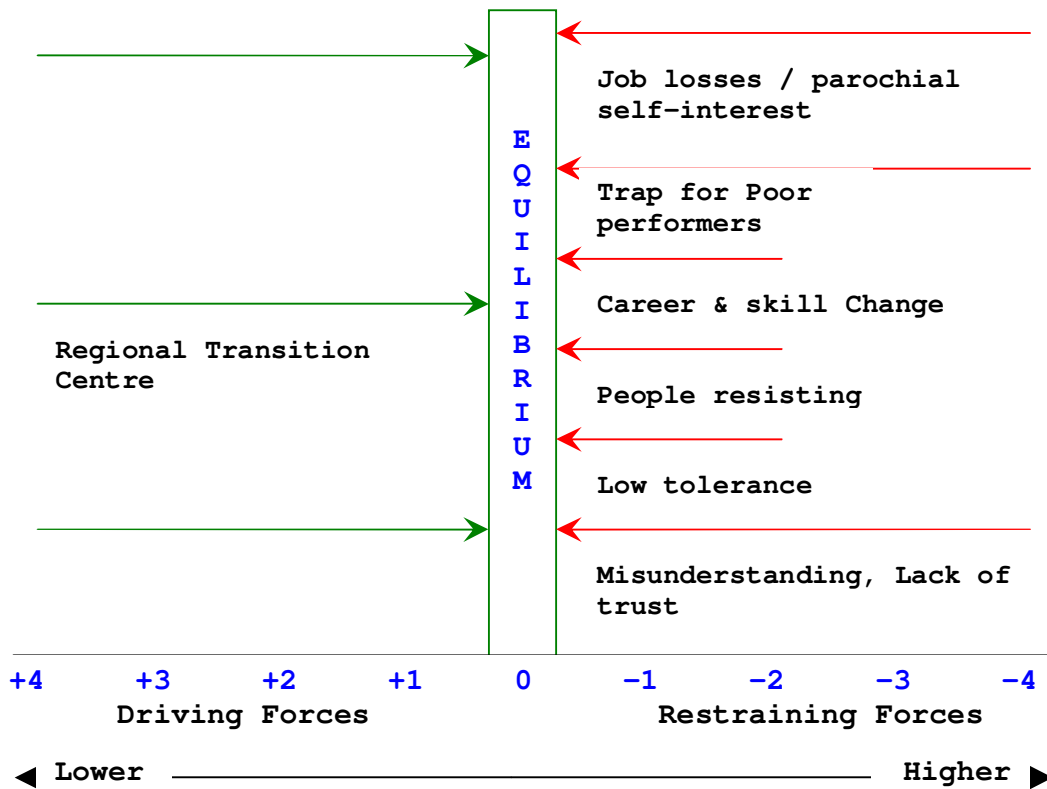 Job losses / parochial
self-interest
EQUILIBRIUM
Trap for Poor
performers
Career & skill Change
Regional Transition
Centre
People resisting
Low tolerance
Misunderstanding, Lack of
trust
+4 +3 +2 +1 0 -1 -2 -3 -4
Driving Forces Restraining Forces
Lower Higher